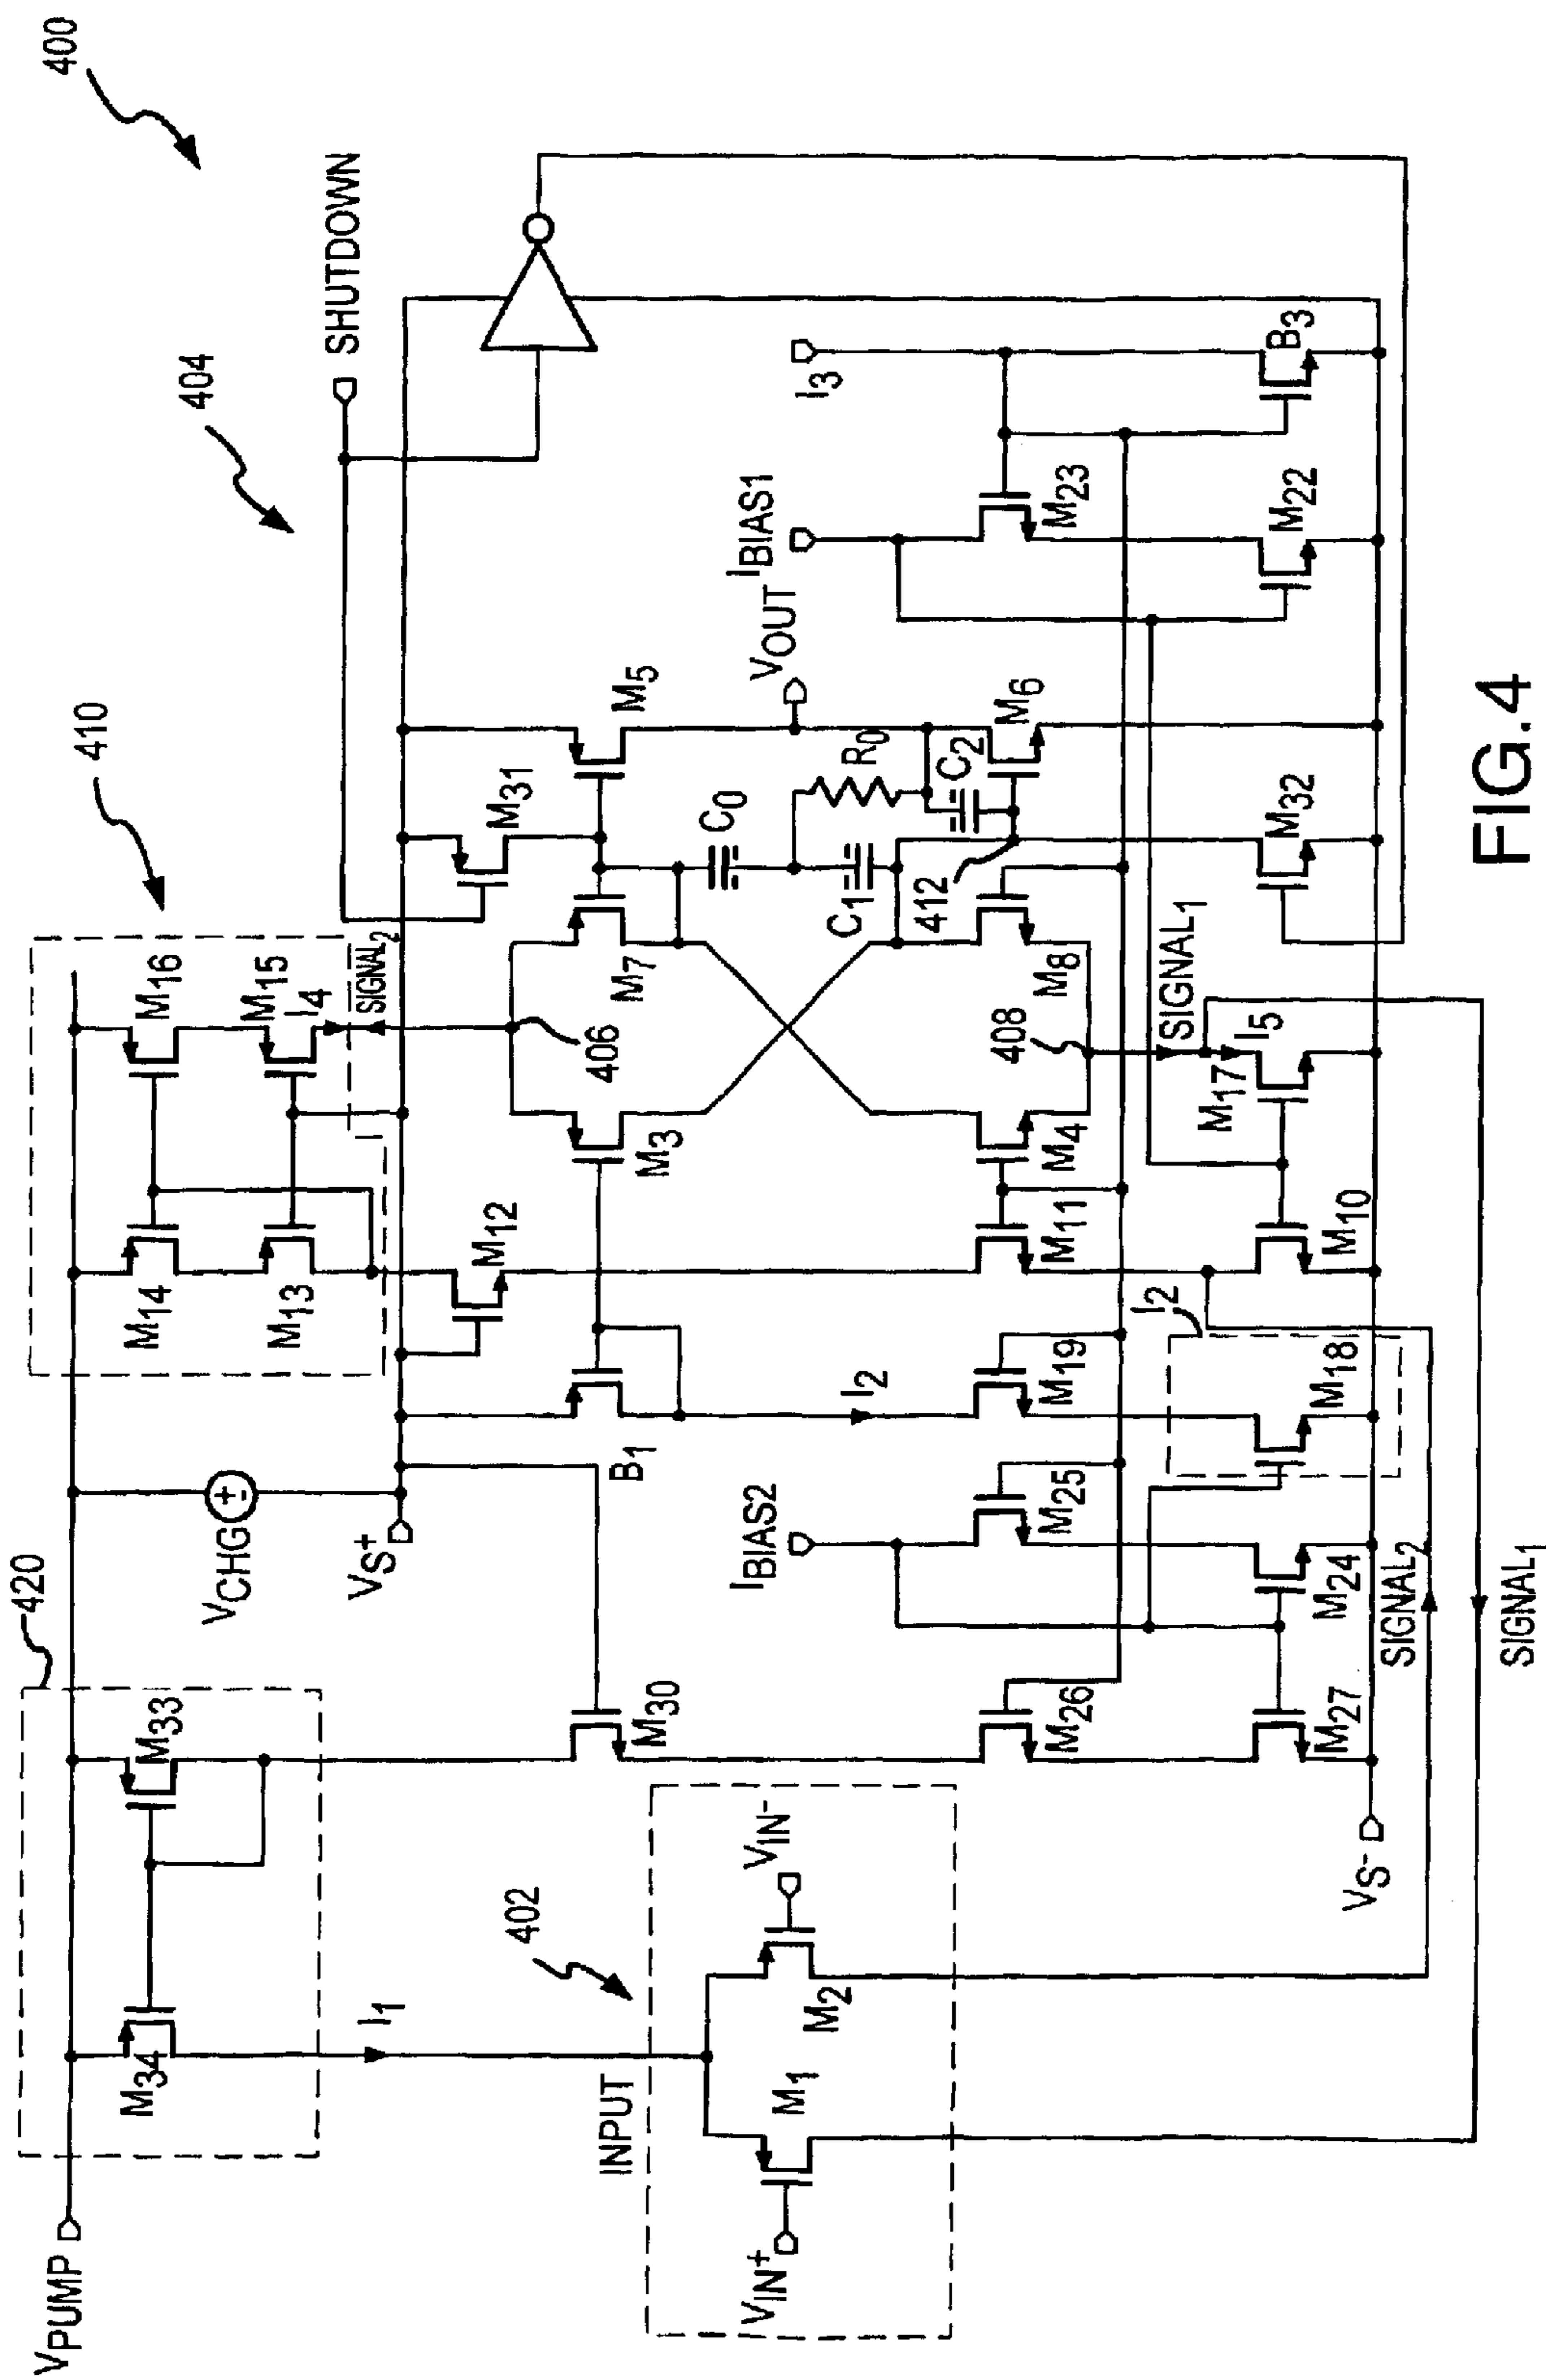 400
404
SHUTDOWN
410
420
VPUMP
M34
M33
VCHG
+-
M14
M16
M13
M15
I4
SIGNAL2
VS+
I1
M12
M31
M5
B1
M3
406
M7
C0
VOUT
IBIAS1
I3
M30
INPUT
402
VIN+
M1
M2
VIN-
IBIAS2
I2
C1
R0
C2
412
M26
M25
M19
M11
M4
408
M8
M6
M23
SIGNAL1
I2
I5
M27
M24
M18
M10
M17
M32
M22
B3
VS-
SIGNAL2
SIGNAL1
FIG.4